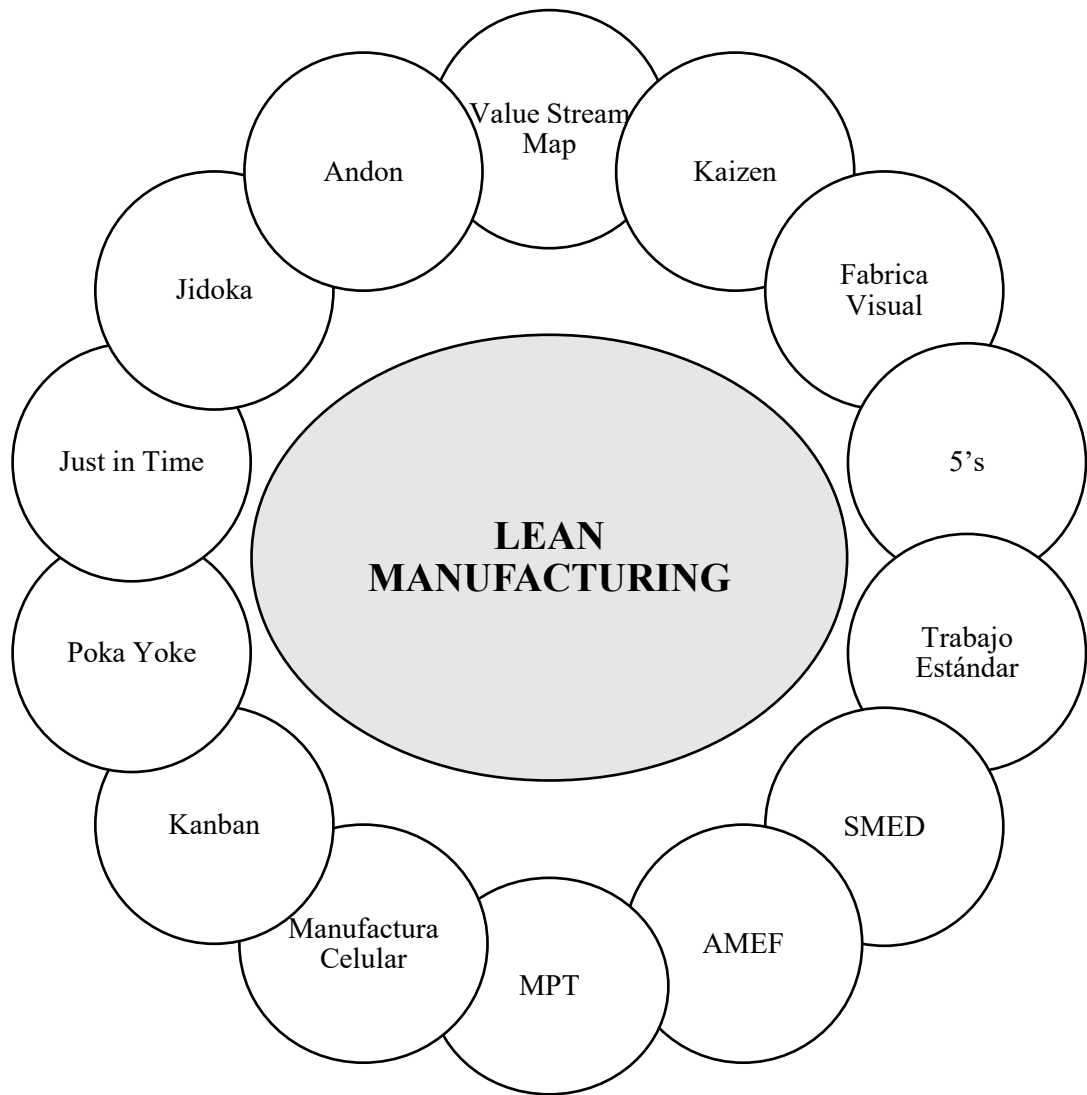 Value Stream
Map
Kaizen
Fabrica
Visual
5’s
Trabajo
Estándar
SMED
AMEF
MPT
Manufactura
Celular
Kanban
Poka Yoke
Just in Time
Jidoka
Andon
LEAN
MANUFACTURING